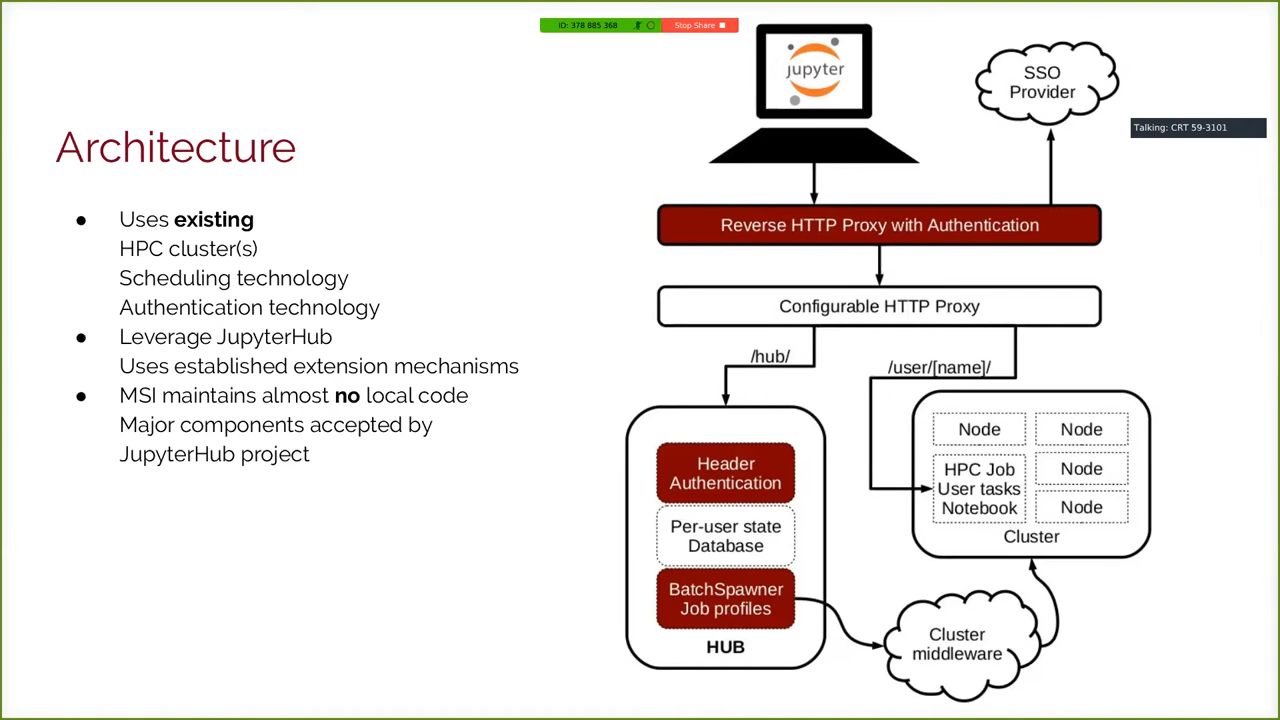 ID: 378 885 368
Stop Share
jupyter
SSO
Provider
Talking: CRT 59-3101
Architecture
● Uses existing
HPC cluster(s)
Scheduling technology
Authentication technology
● Leverage JupyterHub
Uses established extension mechanisms
● MSI maintains almost no local code
Major components accepted by
JupyterHub project
Reverse HTTP Proxy with Authentication
Configurable HTTP Proxy
/hub/
/user/[name]/
Header
Authentication
Per-user state
Database
BatchSpawner
Job profiles
HUB
Node
Node
HPC Job
User tasks
Notebook
Node
Node
Cluster
Cluster
middleware